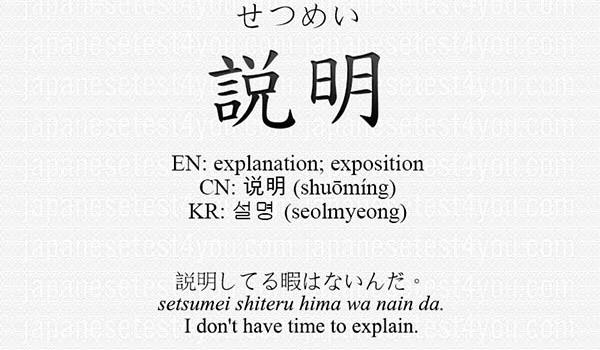 せつめい
説明
EN: explanation; exposition
CN: 说明 (shuōmíng)
KR: 설명 (seolmyeong)
説明してる暇はないんだ。
setsumei shiteru hima wa nain da.
I don't have time to explain.